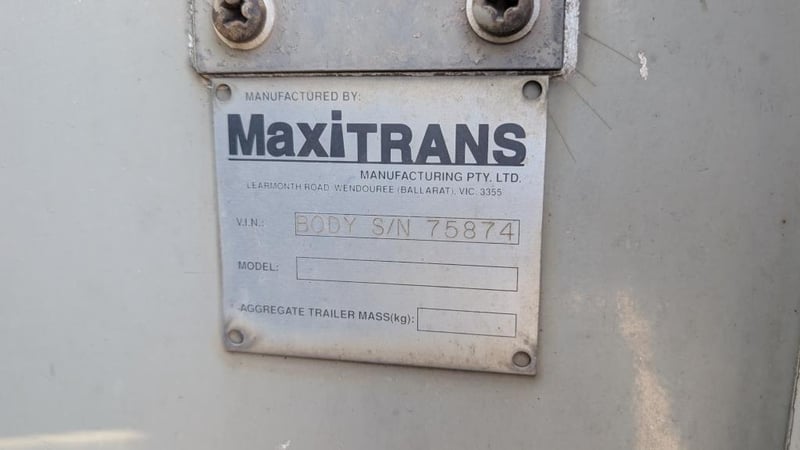 MANUFACTURED BY:
MaxiTRANS
MANUFACTURING PTY. LTD.
LEARMONTH ROAD, WENDOUREE (BALLARAT), VIC. 3355
V.I.N.: BODY S/N 75874
MODEL:
AGGREGATE TRAILER MASS(kg):